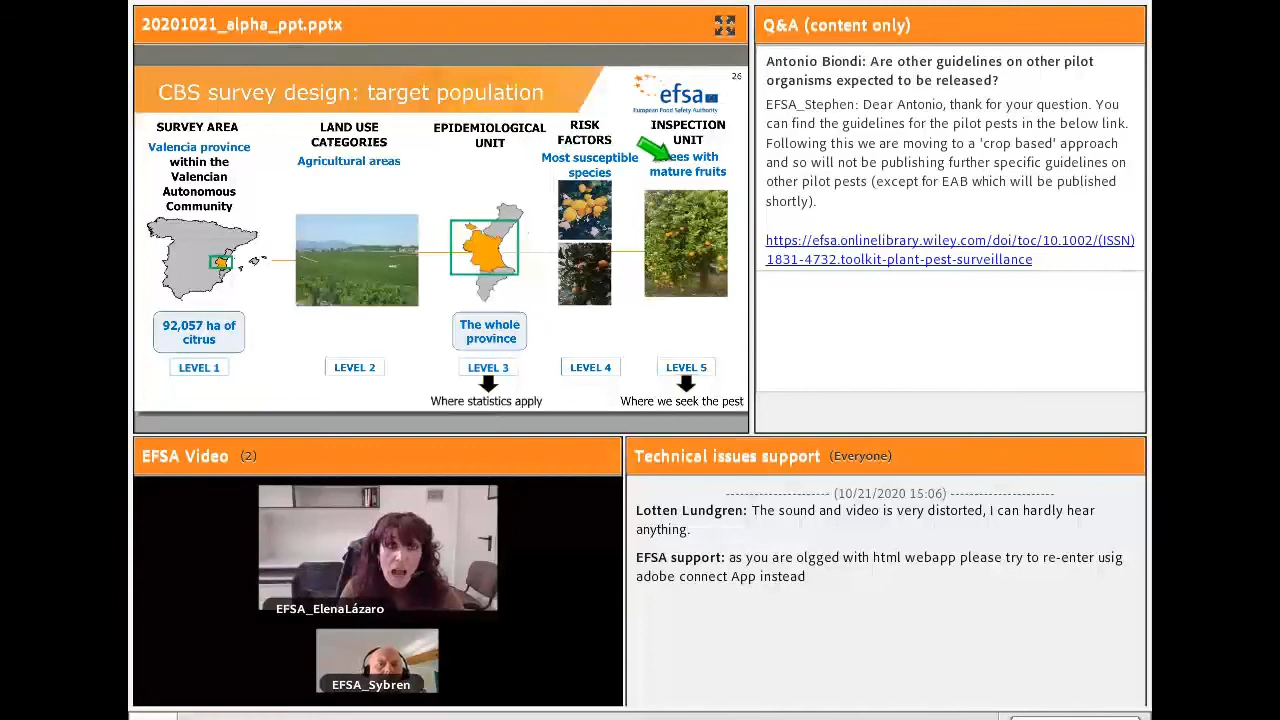 20201021_alpha_ppt.pptx
26
CBS survey design: target population
efsa
European Food Safety Authority
SURVEY AREA
Valencia province
within the
Valencian
Autonomous
Community
92,057 ha of
citrus
LEVEL 1
LAND USE
CATEGORIES
Agricultural areas
LEVEL 2
EPIDEMIOLOGICAL
UNIT
The whole
province
LEVEL 3
Where statistics apply
RISK
FACTORS
Most susceptible
species
LEVEL 4
INSPECTION
UNIT
ees with
mature fruits
LEVEL 5
Where we seek the pest
Q&A (content only)
Antonio Biondi: Are other guidelines on other pilot
organisms expected to be released?
EFSA_Stephen: Dear Antonio, thank for your question. You
can find the guidelines for the pilot pests in the below link.
Following this we are moving to a 'crop based' approach
and so will not be publishing further specific guidelines on
other pilot pests (except for EAB which will be published
shortly).
https://efsa.onlinelibrary.wiley.com/doi/toc/10.1002/(ISSN)
1831-4732.toolkit-plant-pest-surveillance
EFSA Video (2)
EFSA_ElenaLázaro
EFSA_Sybren
Technical issues support (Everyone)
---------------------- (10/21/2020 15:06) ----------------------
Lotten Lundgren: The sound and video is very distorted, I can hardly hear
anything.
EFSA support: as you are olgged with html webapp please try to re-enter usig
adobe connect App instead